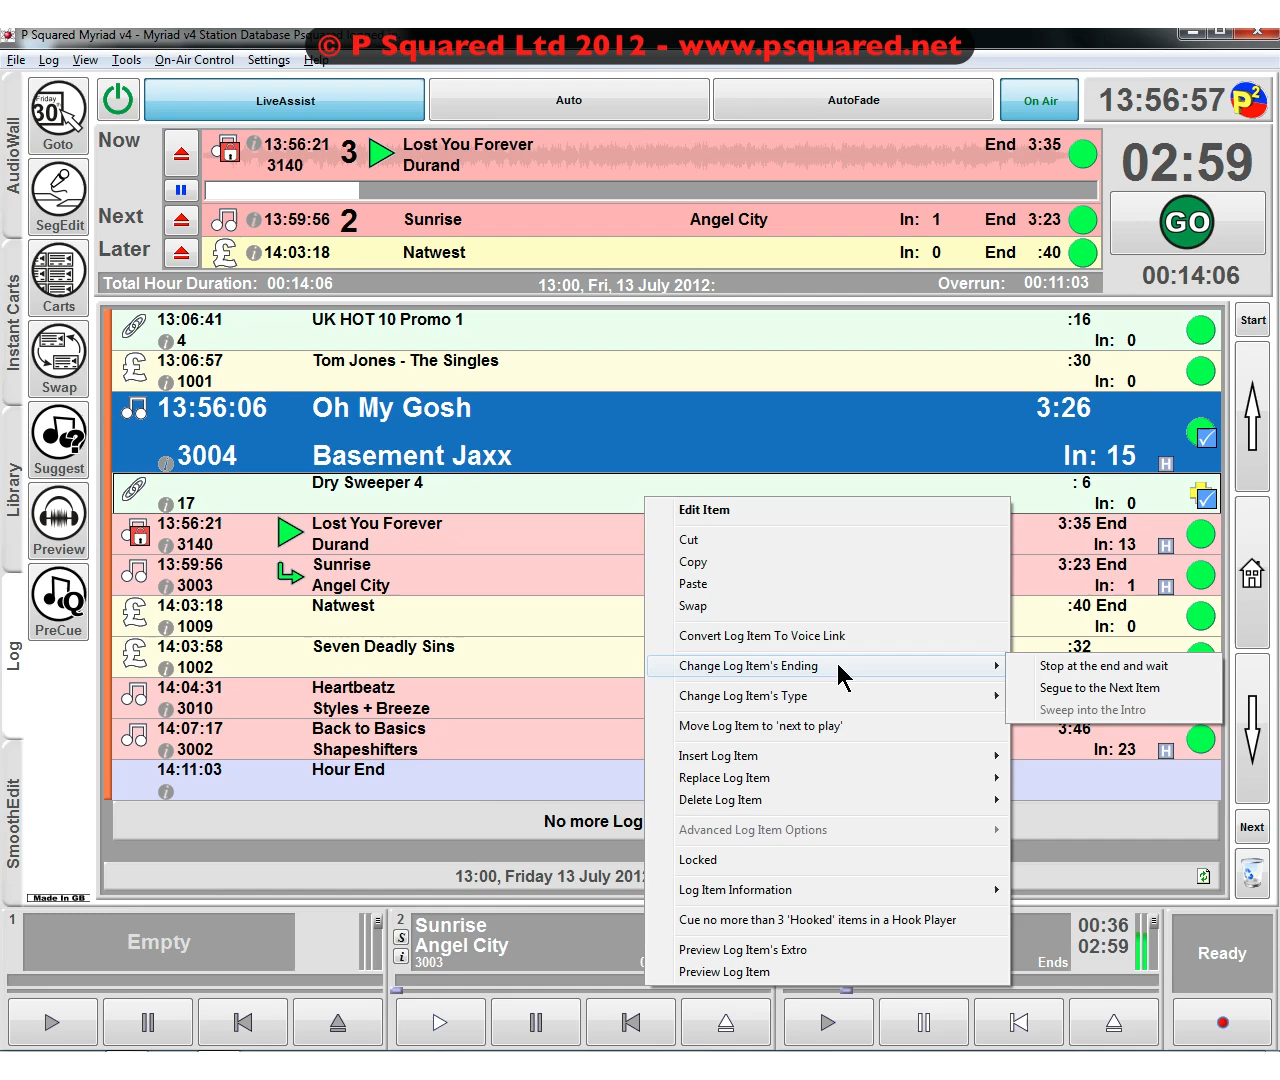 P Squared Myriad v4 - Myriad v4 Station Database
© P Squared Ltd 2012 - www.psquared.net
File Log View Tools On-Air Control Settings Help
AudioWall
Instant Carts
Library
Log
SmoothEdit
Friday
30
Goto
SegEdit
Carts
Swap
Suggest
Preview
PreCue
Made In GB
LiveAssist Auto AutoFade On Air 13:56:57 P2
Now 13:56:21 3 Lost You Forever End 3:35
3140 Durand
02:59
Next 13:59:56 2 Sunrise Angel City In: 1 End 3:23
GO
Later £ 14:03:18 Natwest In: 0 End :40
00:14:06
Total Hour Duration: 00:14:06 13:00, Fri, 13 July 2012: Overrun: 00:11:03
13:06:41 UK HOT 10 Promo 1 :16
4 In: 0
Start
£ 13:06:57 Tom Jones - The Singles :30
1001 In: 0
13:56:06 Oh My Gosh 3:26
3004 Basement Jaxx In: 15 H
Dry Sweeper 4 : 6
17 In: 0
13:56:21 Lost You Forever 3:35 End
3140 Durand In: 13 H
13:59:56 Sunrise 3:23 End
3003 Angel City In: 1 H
£ 14:03:18 Natwest :40 End
1009 In: 0
£ 14:03:58 Seven Deadly Sins :32
1002
14:04:31 Heartbeatz
3010 Styles + Breeze
14:07:17 Back to Basics 3:46
3002 Shapeshifters In: 23 H
14:11:03 Hour End
No more Log
13:00, Friday 13 July 201
Next
Edit Item
Cut
Copy
Paste
Swap
Convert Log Item To Voice Link
Change Log Item's Ending
Change Log Item's Type
Move Log Item to 'next to play'
Insert Log Item
Replace Log Item
Delete Log Item
Advanced Log Item Options
Locked
Log Item Information
Cue no more than 3 'Hooked' items in a Hook Player
Preview Log Item's Extro
Preview Log Item
Stop at the end and wait
Segue to the Next Item
Sweep into the Intro
1 Empty
2 Sunrise
S Angel City
i 3003
00:36
02:59
Ends
Ready